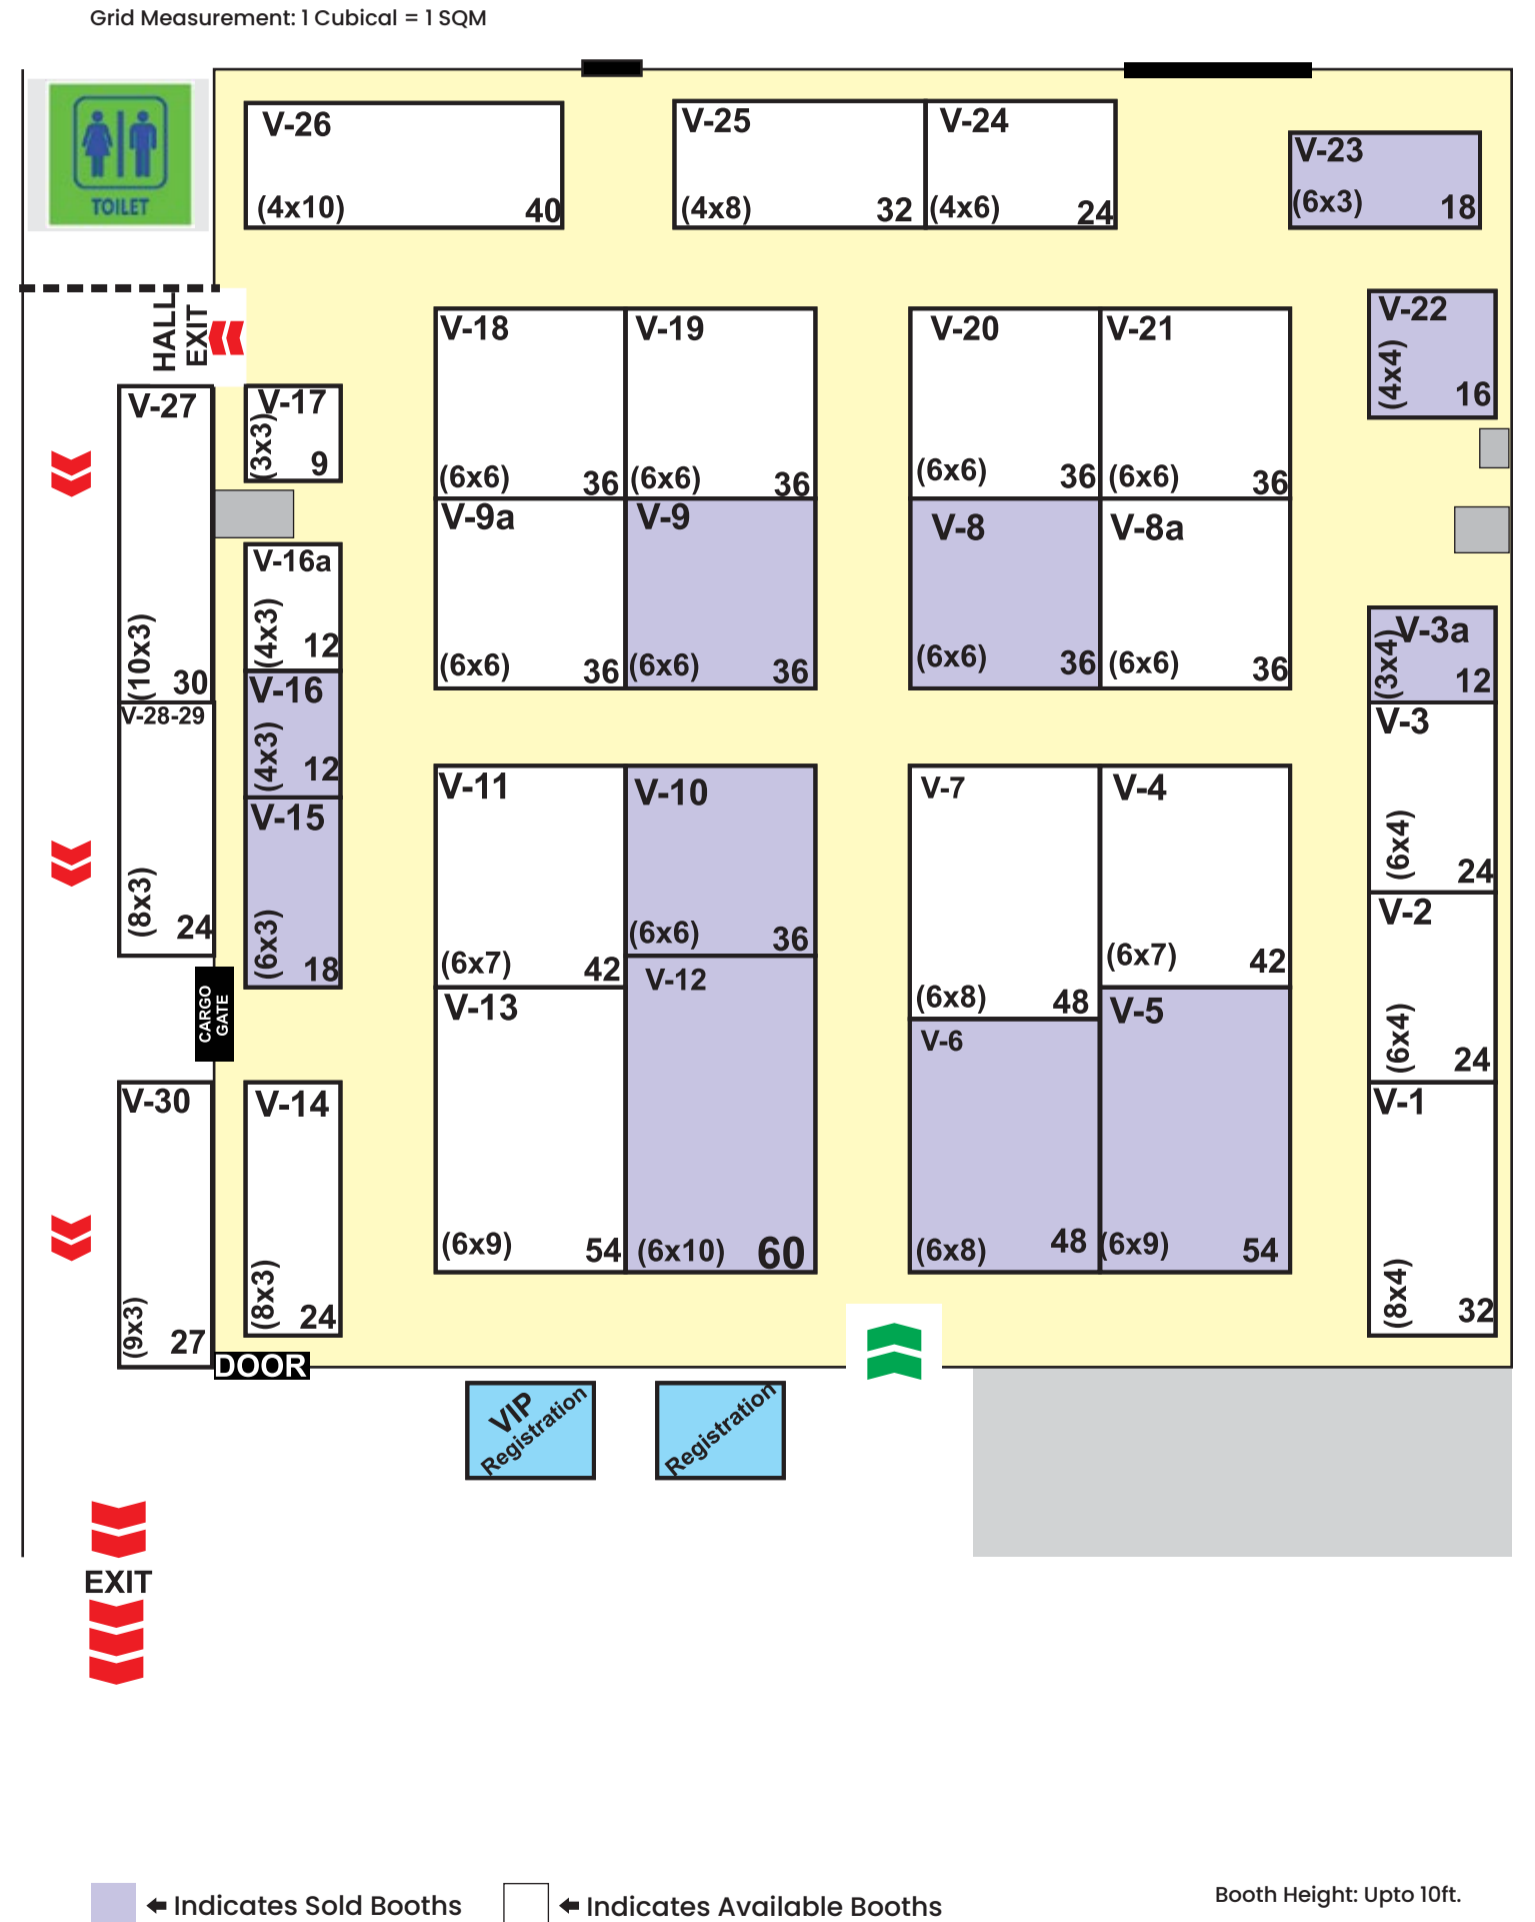 Grid Measurement: 1 Cubical = 1 SQM
TOILET
V-26
(4x10) 40
V-25
(4x8) 32
V-24
(4x6) 24
V-23
(6x3) 18
HALL
EXIT
V-18
(6x6) 36
V-19
(6x6) 36
V-20
(6x6) 36
V-21
(6x6) 36
V-22
(4x4) 16
V-27
(10x3) 30
V-17
(3x3) 9
V-9a
(6x6) 36
V-9
(6x6) 36
V-8
(6x6) 36
V-8a
(6x6) 36
V-16a
(4x3) 12
V-3a
(3x4) 12
V-16
(4x3) 12
V-28-29
(8x3) 24
V-3
(6x4) 24
V-15
(6x3) 18
V-11
(6x7) 42
V-10
(6x6) 36
V-7
(6x8) 48
V-4
(6x7) 42
V-2
(6x4) 24
CARGO
GATE
V-13
(6x9) 54
V-12
(6x10) 60
V-6
(6x8) 48
V-5
(6x9) 54
V-30
(9x3) 27
V-14
(8x3) 24
V-1
(8x4) 32
DOOR
VIP
Registration
Registration
EXIT
Indicates Sold Booths
Indicates Available Booths
Booth Height: Upto 10ft.